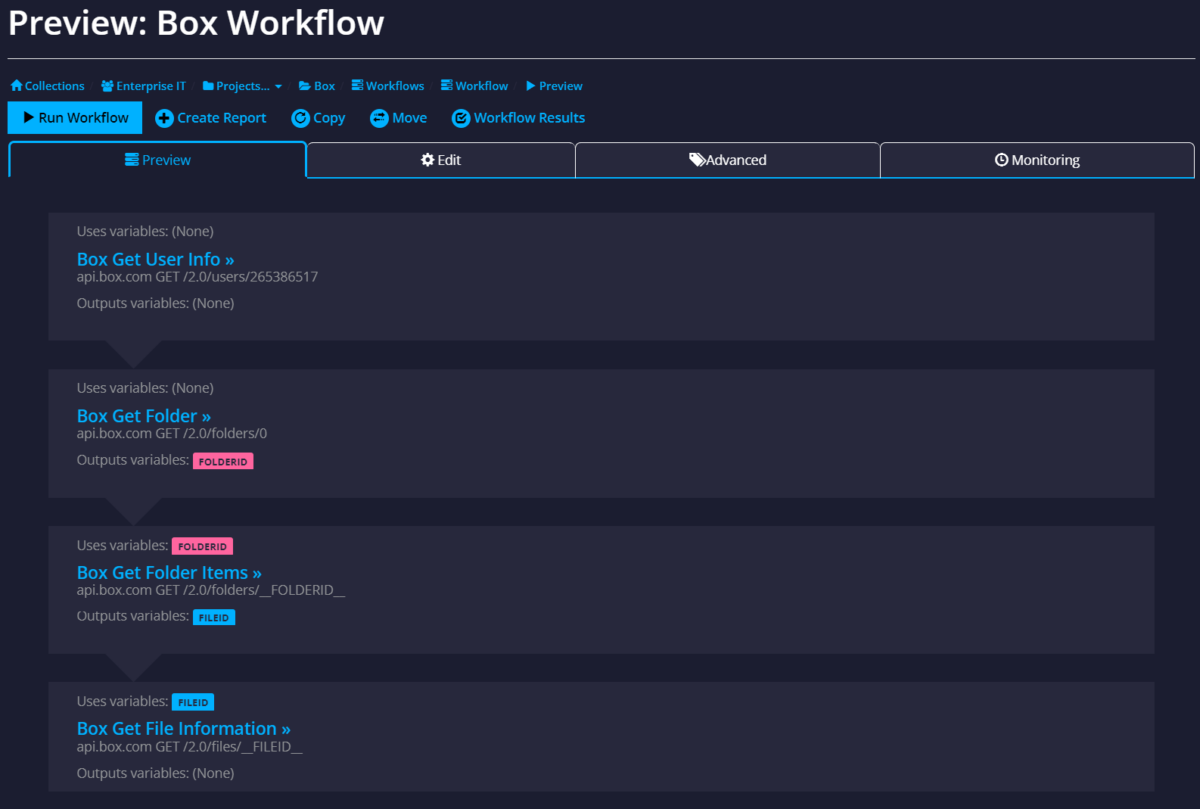 Preview: Box Workflow
Collections Enterprise IT Projects... Box Workflows Workflow Preview
Run Workflow Create Report Copy Move Workflow Results
Preview Edit Advanced Monitoring
Uses variables: (None)
Box Get User Info »
api.box.com GET /2.0/users/265386517
Outputs variables: (None)
Uses variables: (None)
Box Get Folder »
api.box.com GET /2.0/folders/0
Outputs variables: FOLDERID
Uses variables: FOLDERID
Box Get Folder Items »
api.box.com GET /2.0/folders/__FOLDERID__
Outputs variables: FILEID
Uses variables: FILEID
Box Get File Information »
api.box.com GET /2.0/files/__FILEID__
Outputs variables: (None)